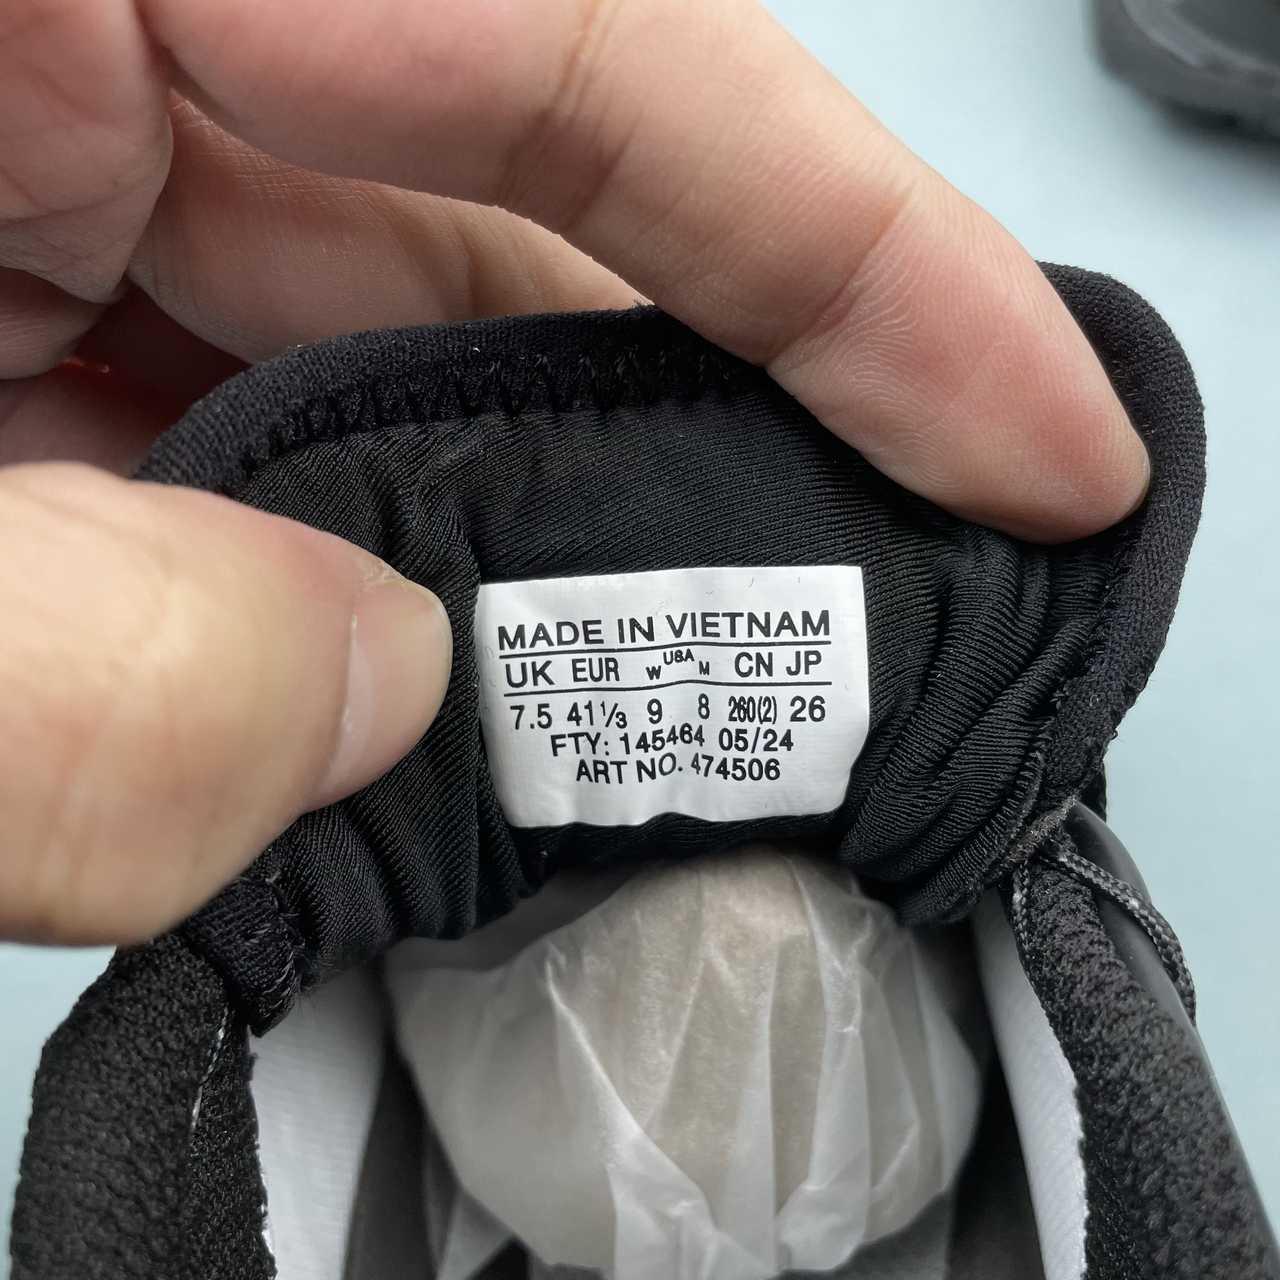 MADE IN VIETNAM
UK EUR W USA M CN JP
7.5 41⅓ 9 8 260(2) 26
FTY: 145464 05/24
ART NO. 474506